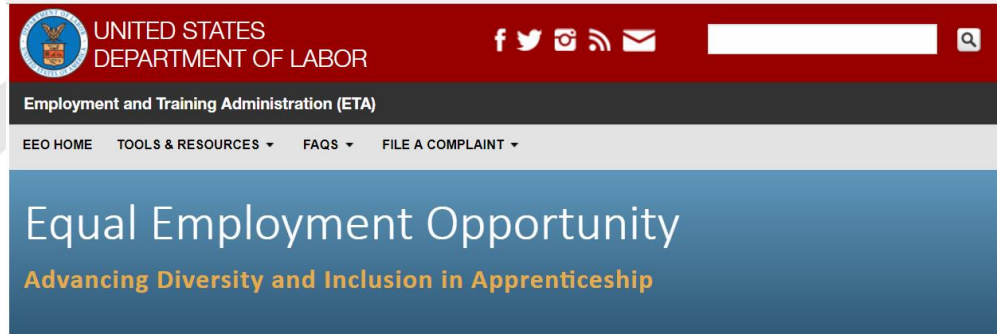 UNITED STATES
DEPARTMENT OF LABOR
Employment and Training Administration (ETA)
EEO HOME TOOLS & RESOURCES FAQS FILE A COMPLAINT
Equal Employment Opportunity
Advancing Diversity and Inclusion in Apprenticeship